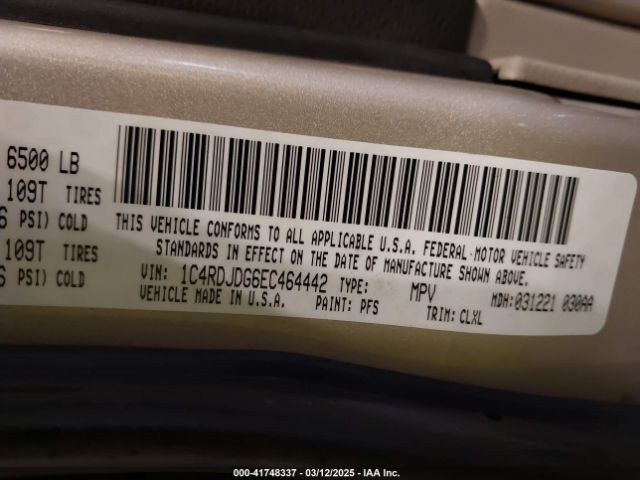 6500 LB
109T TIRES
PSI) COLD
109T TIRES
PSI) COLD
THIS VEHICLE CONFORMS TO ALL APPLICABLE U.S.A. FEDERAL MOTOR VEHICLE SAFETY
STANDARDS IN EFFECT ON THE DATE OF MANUFACTURE SHOWN ABOVE.
VIN: 1C4RDJDG6EC464442 TYPE: MPV MDH:031221 030AA
VEHICLE MADE IN U.S.A. PAINT: PFS TRIM: CLXL
000-41748337 - 03/12/2025 - IAA Inc.